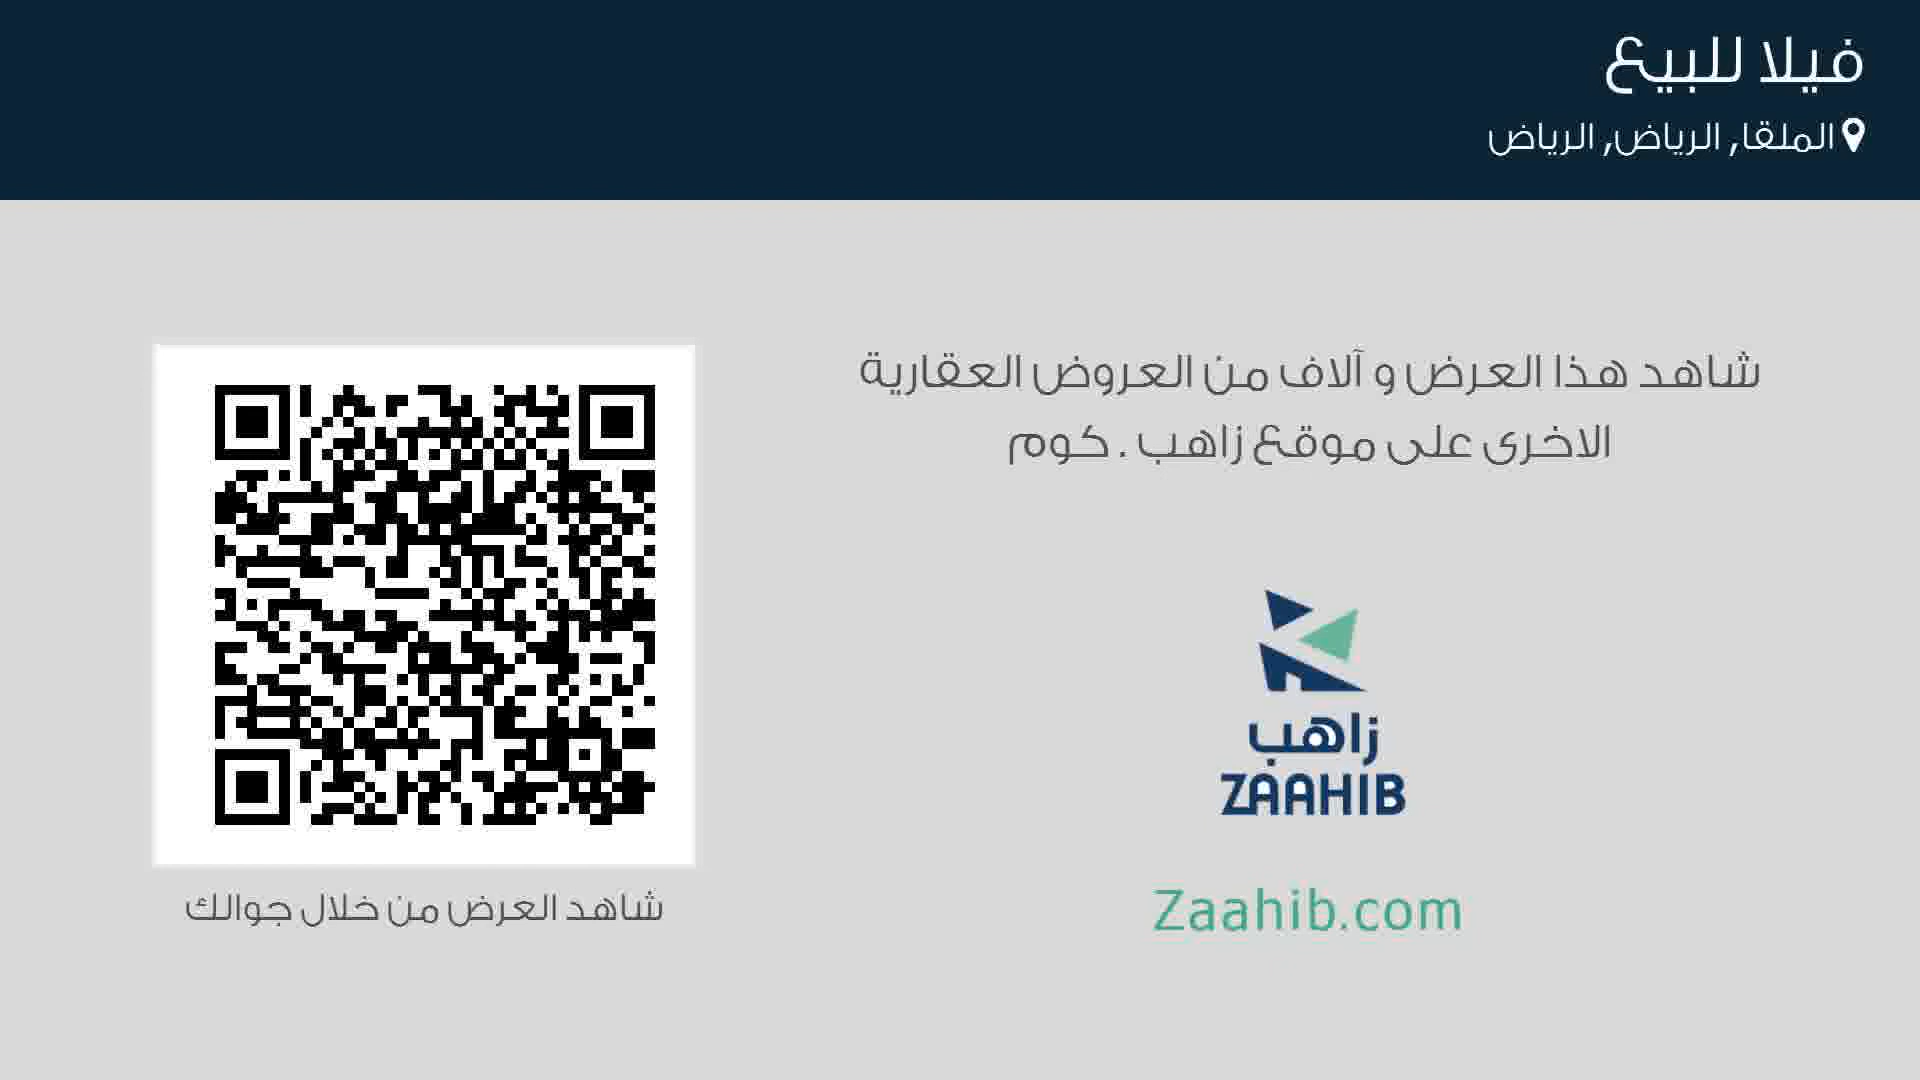 فيلا للبيع
الملقا, الرياض, الرياض
شاهد هذا العرض و آلاف من العروض العقارية
الاخرى على موقع زاهب . كوم
زاهب
ZAAHIB
Zaahib.com
شاهد العرض من خلال جوالك